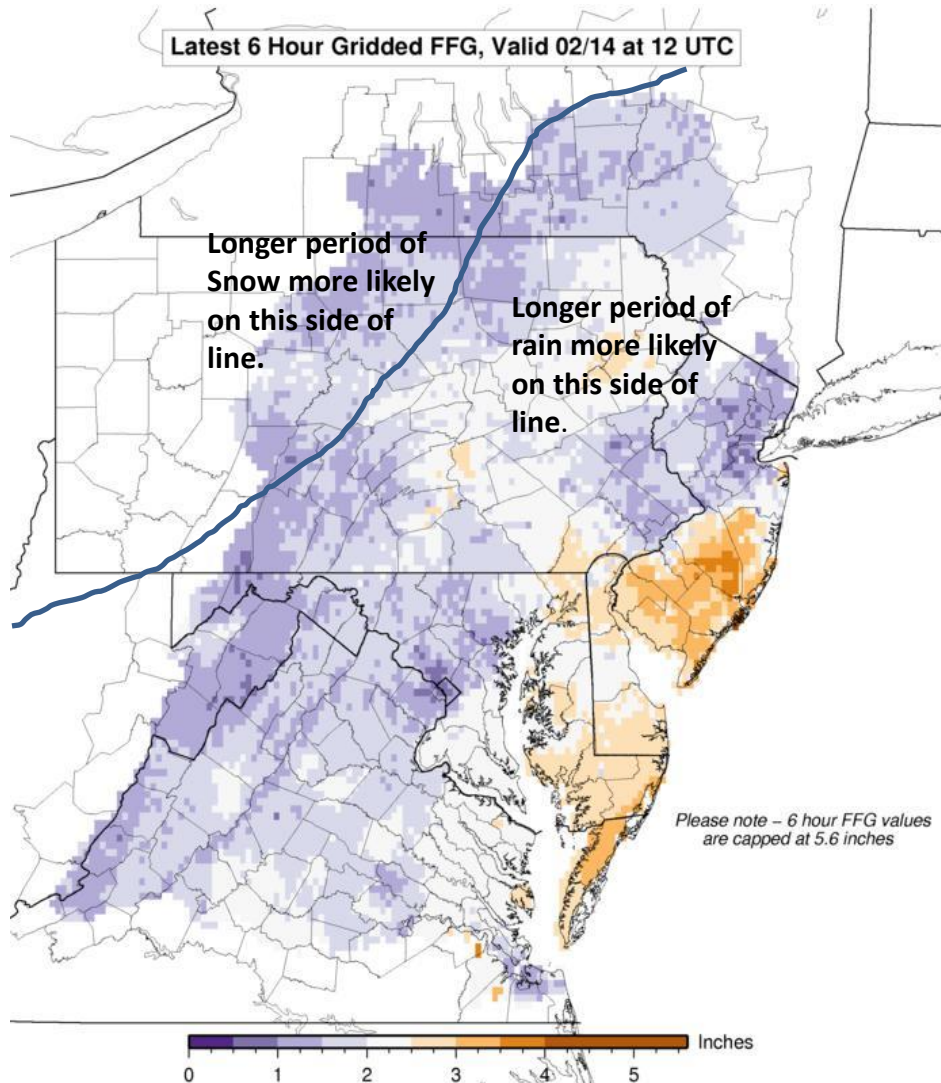 Latest 6 Hour Gridded FFG, Valid 02/14 at 12 UTC
Longer period of
Snow more likely
on this side of
line.
Longer period of
rain more likely
on this side of
line.
Please note – 6 hour FFG values
are capped at 5.6 inches
Inches
0 1 2 3 4 5